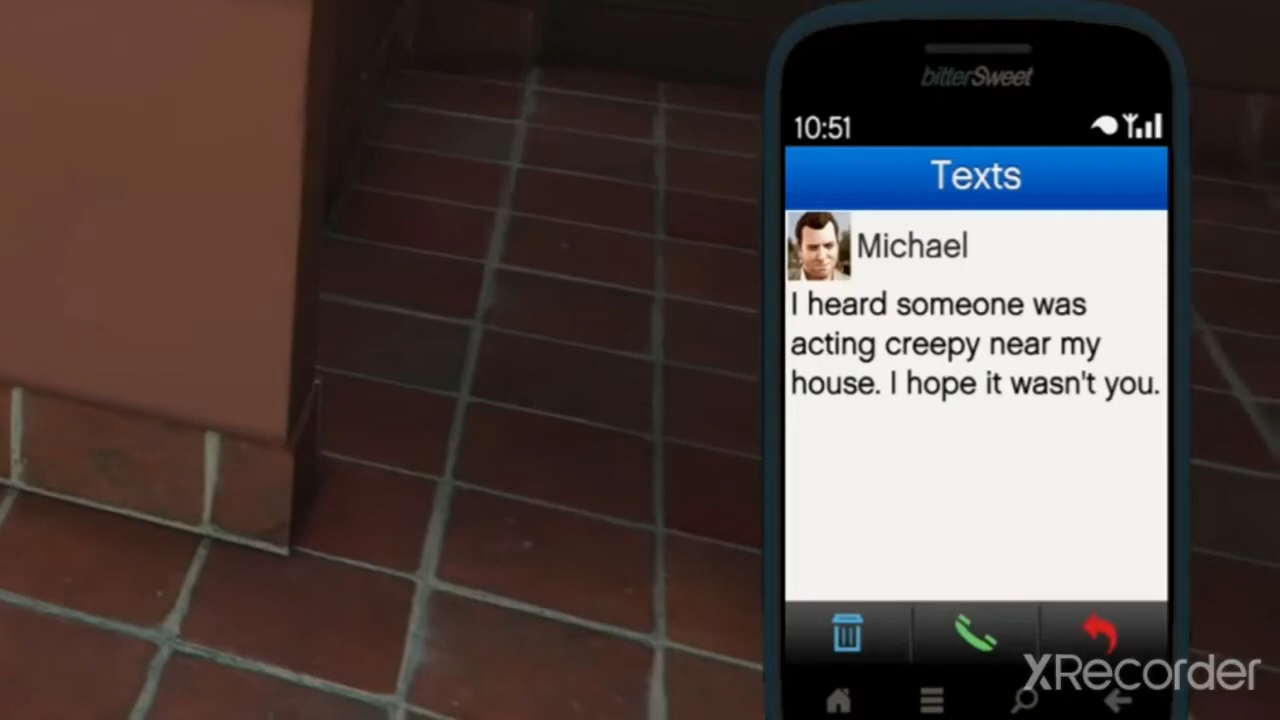 bitterSweet
10:51
Texts
Michael
I heard someone was
acting creepy near my
house. I hope it wasn't you.
XRecorder